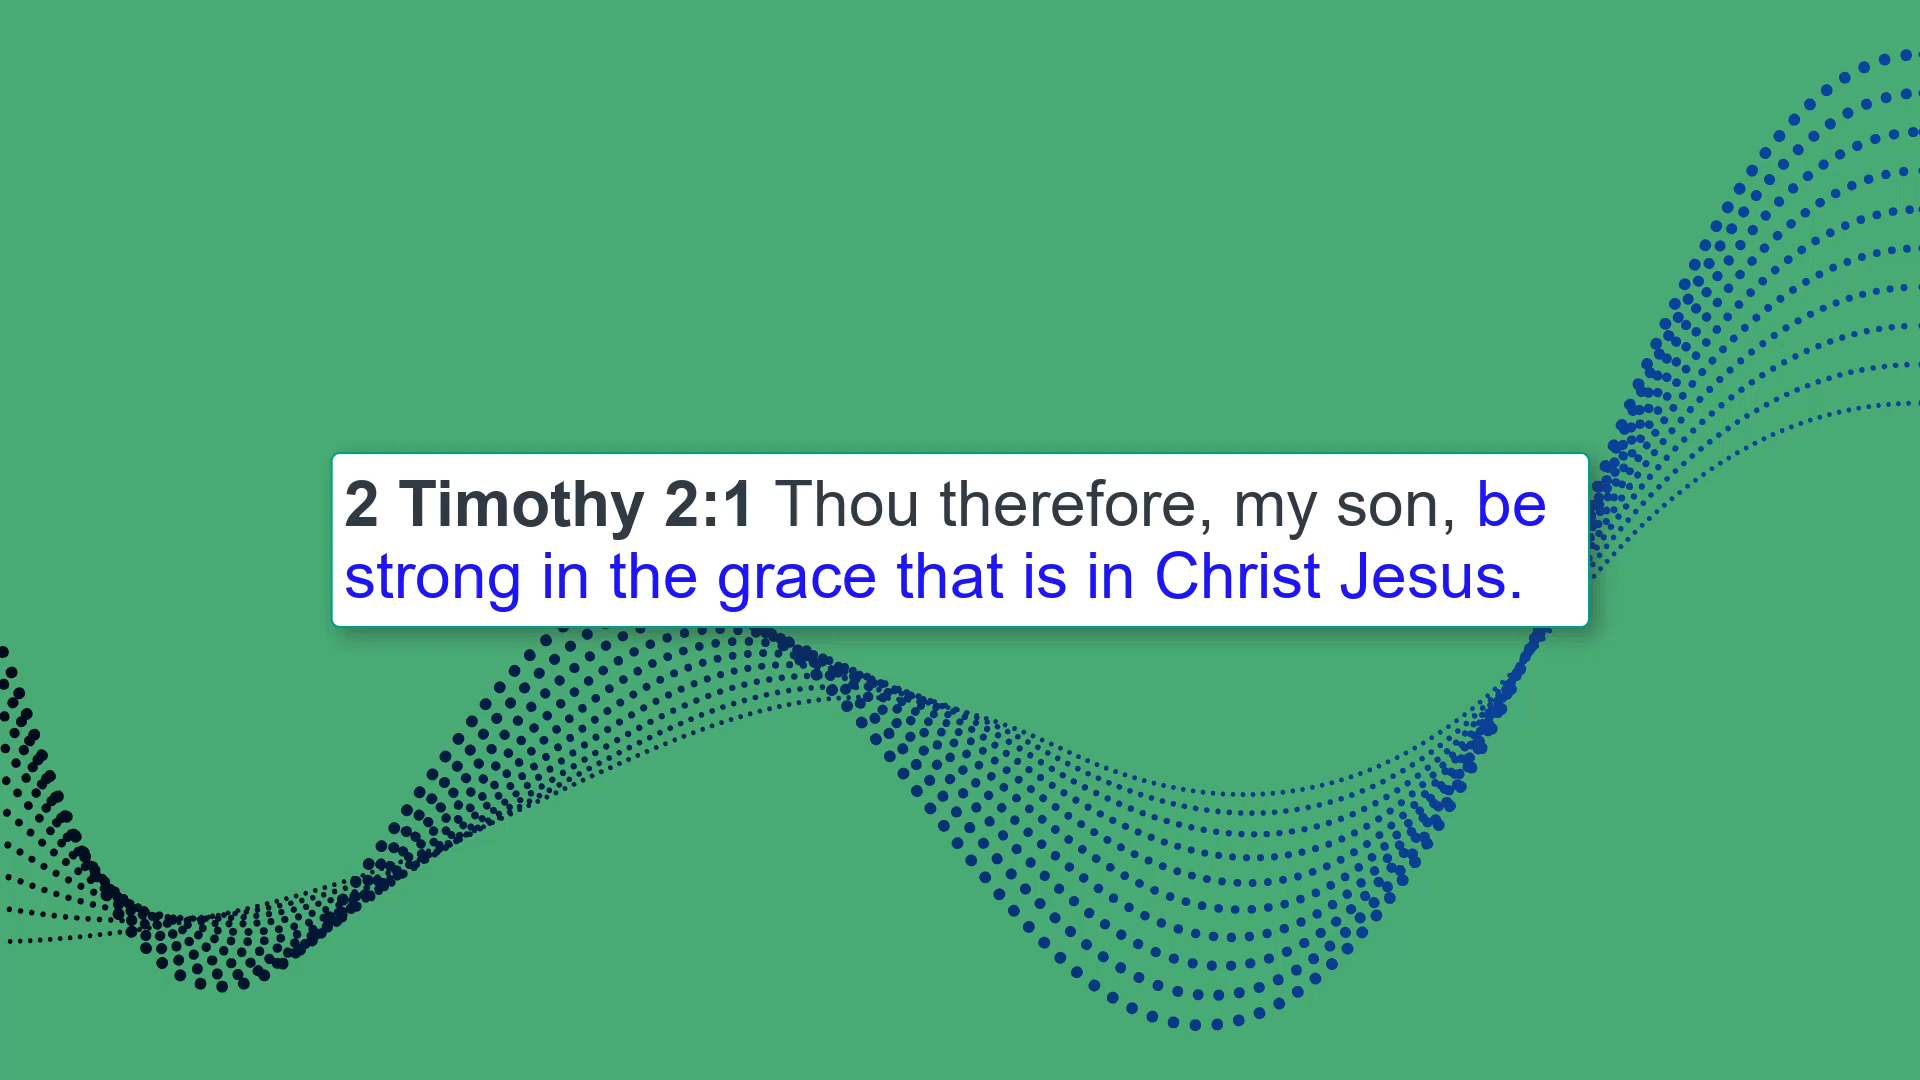 2 Timothy 2:1 Thou therefore, my son, be
strong in the grace that is in Christ Jesus.